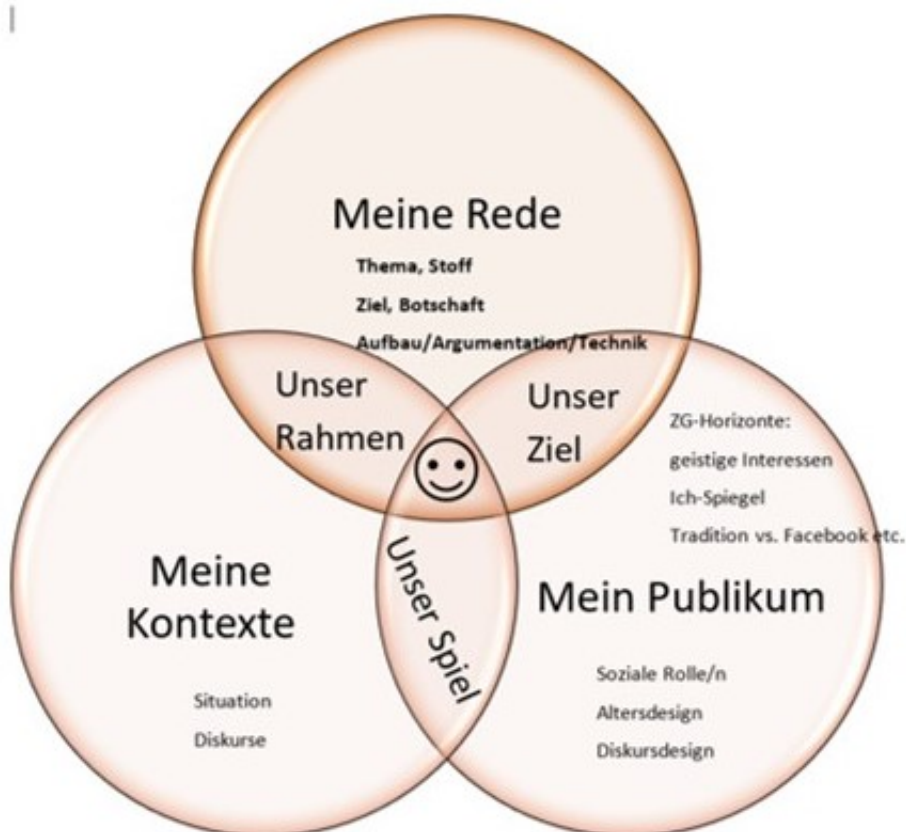 Meine Rede
Thema, Stoff
Ziel, Botschaft
Aufbau/Argumentation/Technik
Unser
Rahmen
Unser
Ziel
ZG-Horizonte:
geistige Interessen
Ich-Spiegel
Tradition vs. Facebook etc.
Unser Spiel
Meine
Kontexte
Situation
Diskurse
Mein Publikum
Soziale Rolle/n
Altersdesign
Diskursdesign